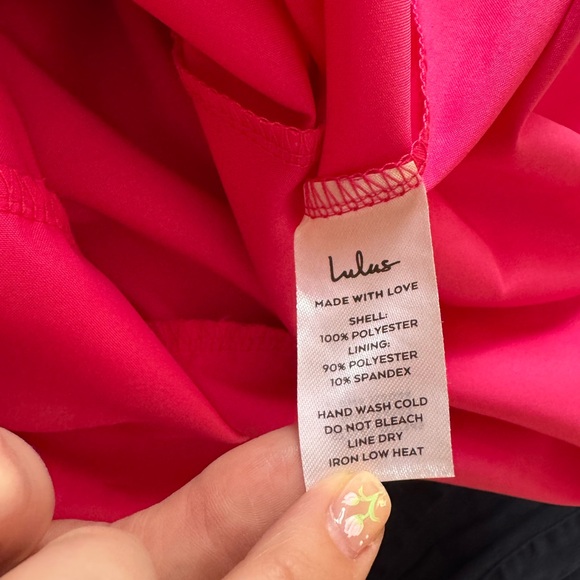 Lulus
MADE WITH LOVE
SHELL:
100% POLYESTER
LINING:
90% POLYESTER
10% SPANDEX
HAND WASH COLD
DO NOT BLEACH
LINE DRY
IRON LOW HEAT